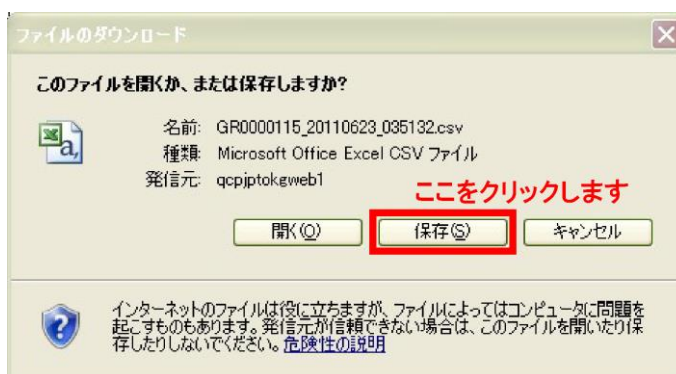 ファイルのダウンロード
このファイルを開くか、または保存しますか?
名前: GR0000115_20110623_035132.csv
種類: Microsoft Office Excel CSV ファイル
発信元: qcpjptokgweb1
ここをクリックします
開く(O) 保存(S) キャンセル
インターネットのファイルは役に立ちますが、ファイルによってはコンピュータに問題を
起こすものもあります。発信元が信頼できない場合は、このファイルを開いたり保
存したりしないでください。危険性の説明